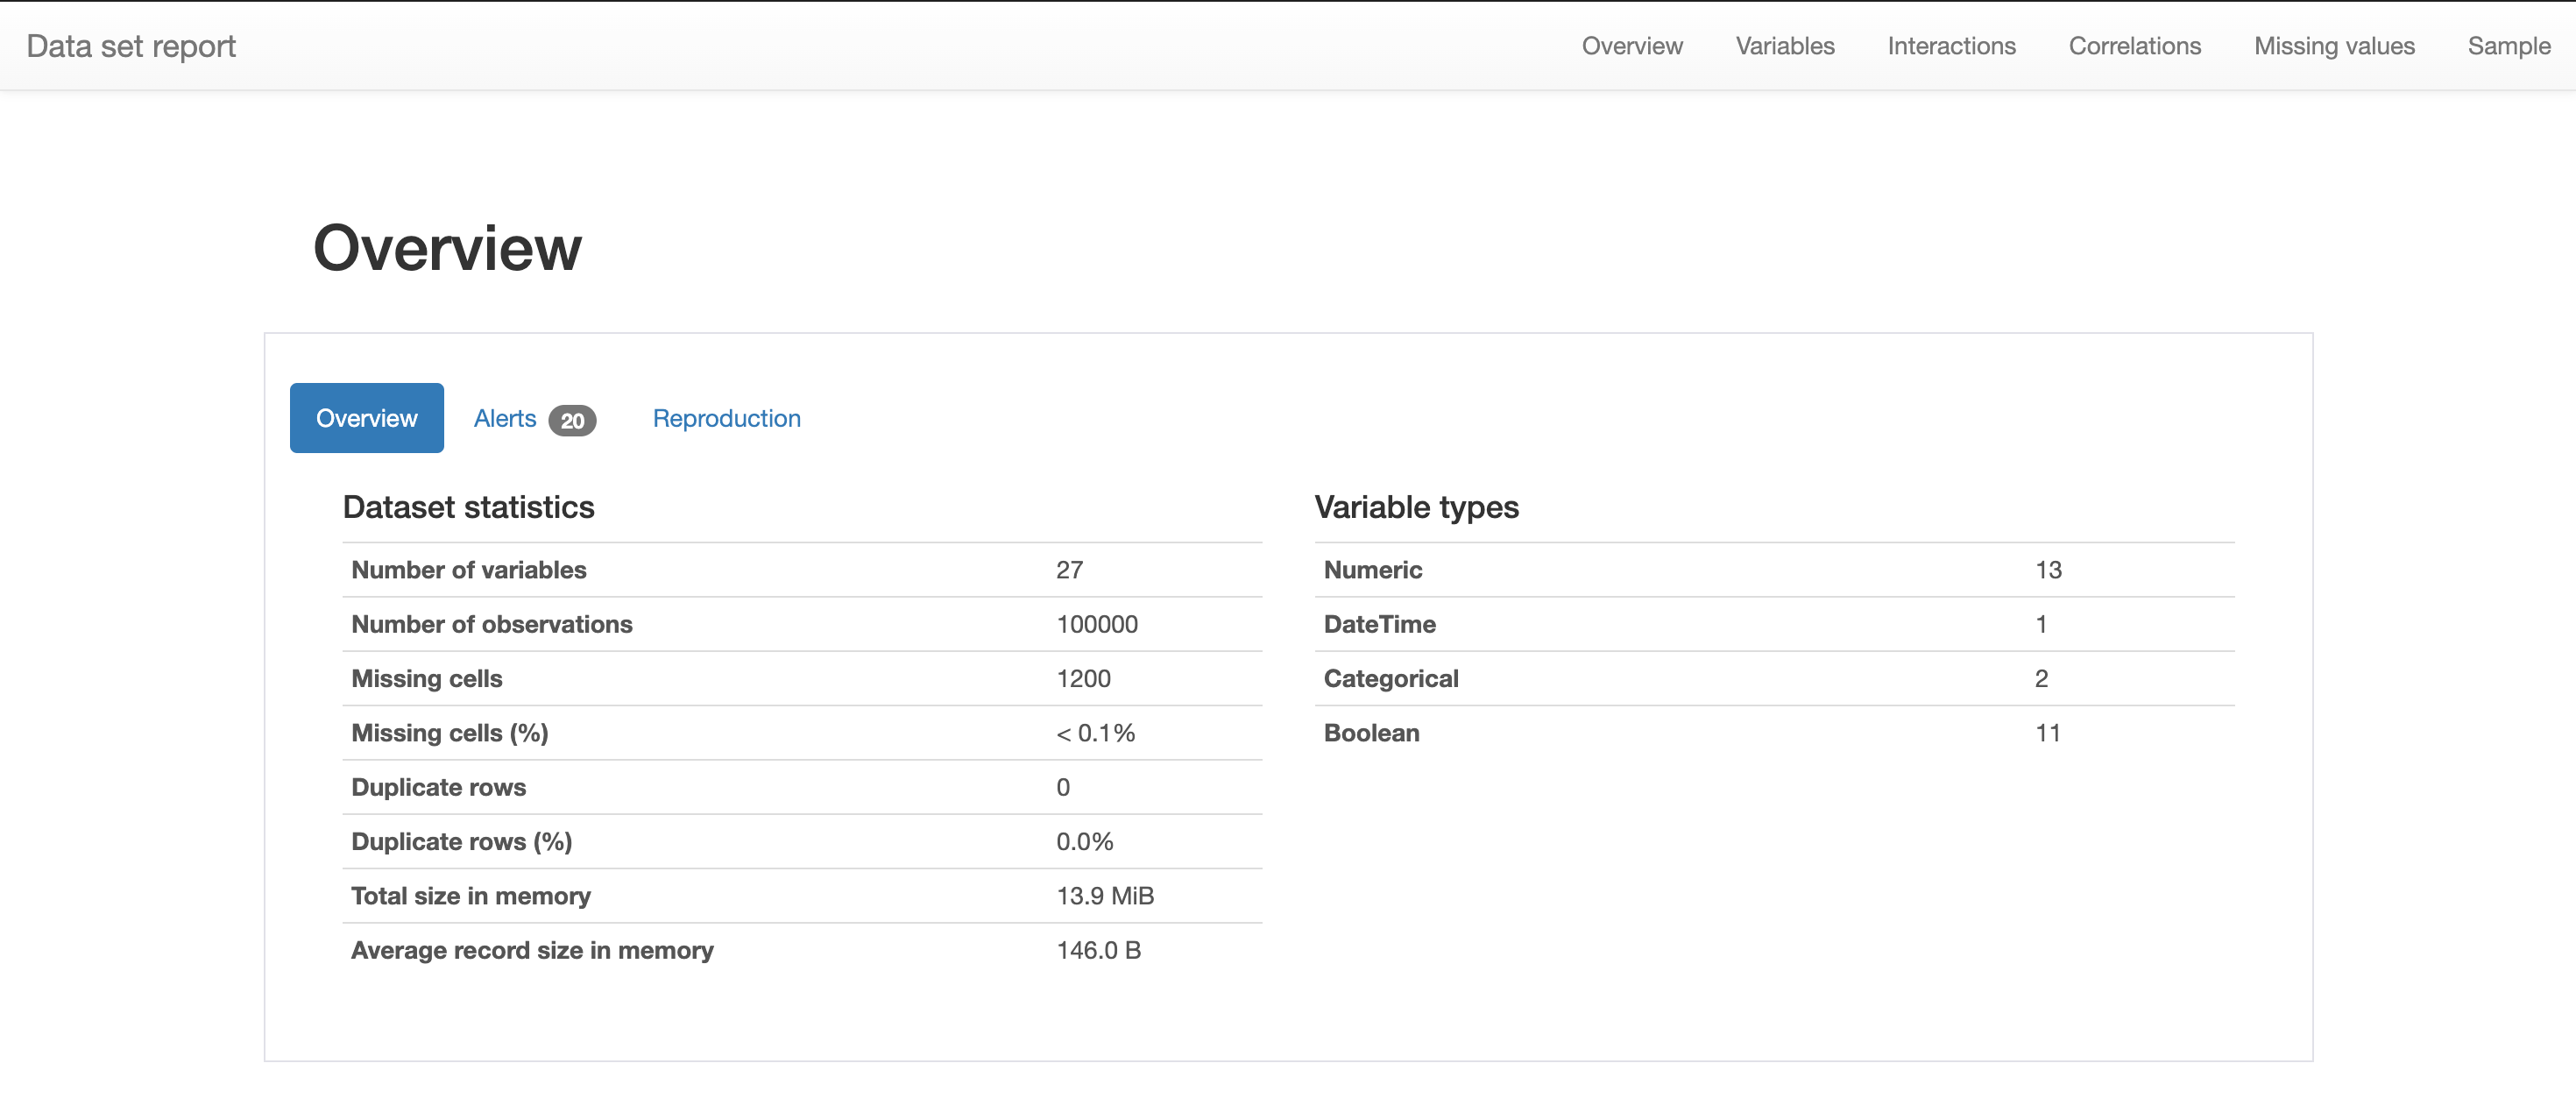 Data set report
Overview Variables Interactions Correlations Missing values Sample
Overview
Overview Alerts 20 Reproduction
Dataset statistics
Number of variables 27
Number of observations 100000
Missing cells 1200
Missing cells (%) < 0.1%
Duplicate rows 0
Duplicate rows (%) 0.0%
Total size in memory 13.9 MiB
Average record size in memory 146.0 B
Variable types
Numeric 13
DateTime 1
Categorical 2
Boolean 11